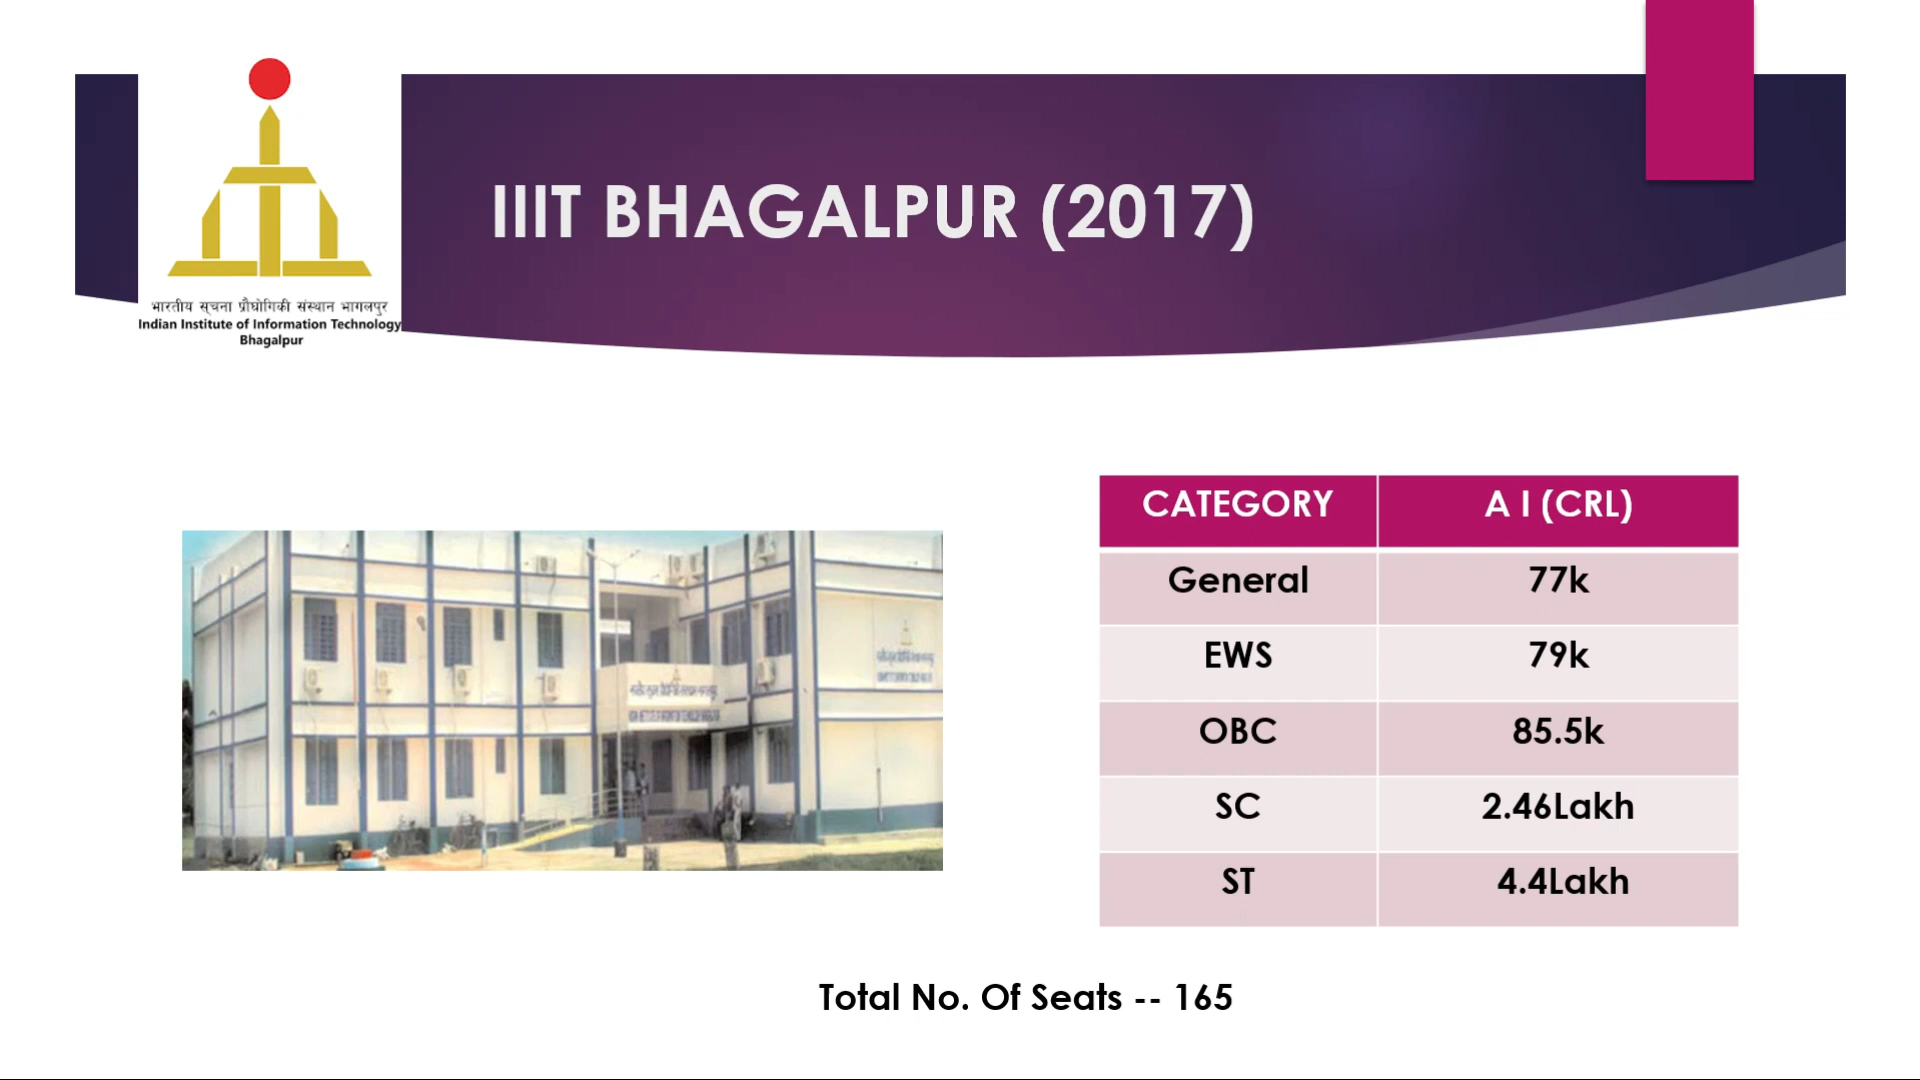 IIIT BHAGALPUR (2017)
भारतीय सूचना प्रौद्योगिकी संस्थान भागलपुर
Indian Institute of Information Technology
Bhagalpur
CATEGORY A I (CRL)
General 77k
EWS 79k
OBC 85.5k
SC 2.46Lakh
ST 4.4Lakh
Total No. Of Seats -- 165